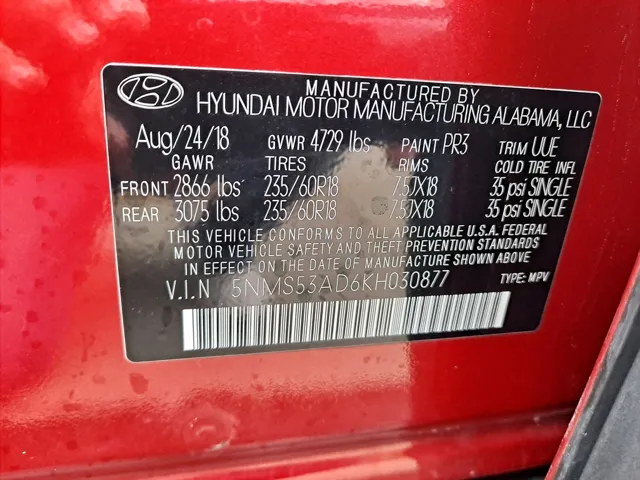 MANUFACTURED BY
HYUNDAI MOTOR MANUFACTURING ALABAMA, LLC
Aug/24/18 GVWR 4729 lbs PAINT PR3 TRIM UUE
GAWR TIRES RIMS COLD TIRE INFL
FRONT 2866 lbs 235/60R18 7.5JX18 35 psi SINGLE
REAR 3075 lbs 235/60R18 7.5JX18 35 psi SINGLE
THIS VEHICLE CONFORMS TO ALL APPLICABLE U.S.A. FEDERAL
MOTOR VEHICLE SAFETY AND THEFT PREVENTION STANDARDS
IN EFFECT ON THE DATE OF MANUFACTURE SHOWN ABOVE.
V.I.N 5NMS53AD6KH030877 TYPE: MPV